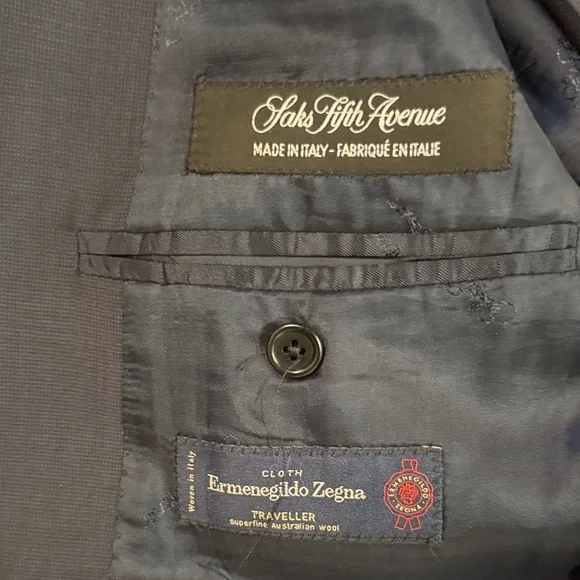 Saks Fifth Avenue
MADE IN ITALY - FABRIQUÉ EN ITALIE
Woven in Italy
CLOTH
Ermenegildo Zegna
TRAVELLER
Superfine Australian Wool
ERMENEGILDO
ZEGNA